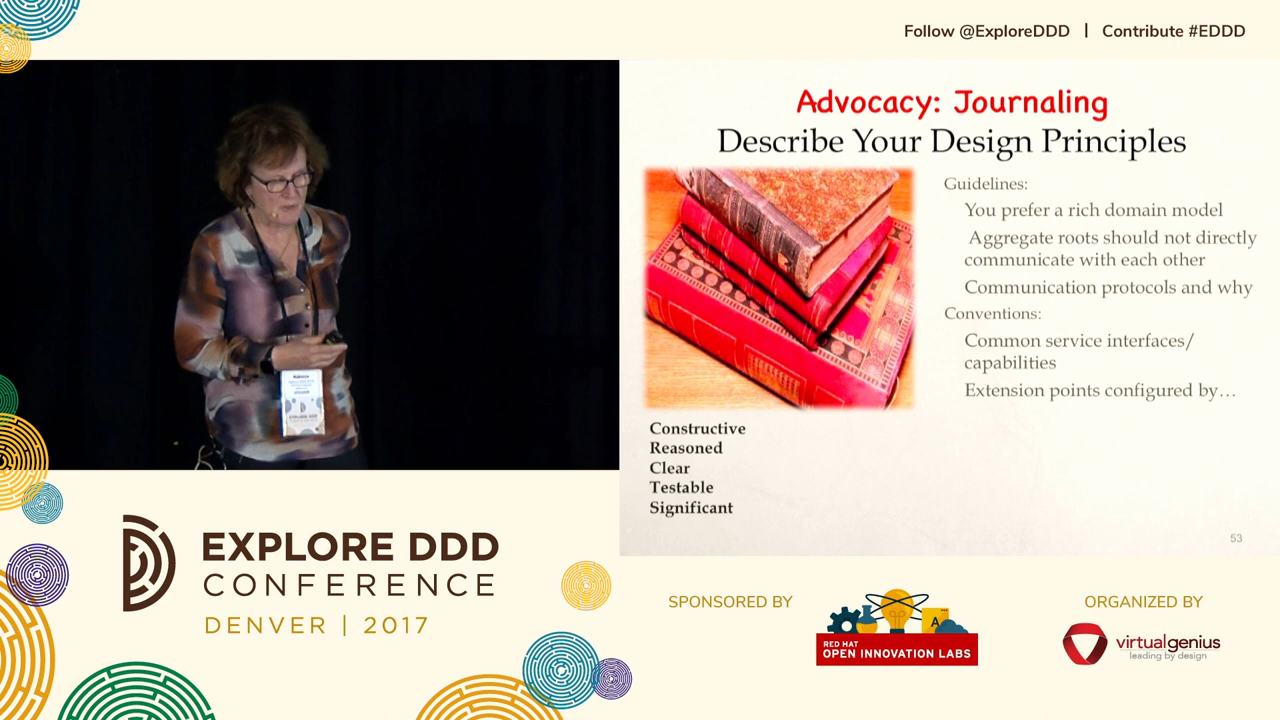 Follow @ExploreDDD | Contribute #EDDD
Advocacy: Journaling
Describe Your Design Principles
Guidelines:
You prefer a rich domain model
Aggregate roots should not directly
communicate with each other
Communication protocols and why
Conventions:
Common service interfaces/
capabilities
Extension points configured by…
Constructive
Reasoned
Clear
Testable
Significant
53
EXPLORE DDD
CONFERENCE
DENVER | 2017
SPONSORED BY
A
RED HAT
OPEN INNOVATION LABS
ORGANIZED BY
virtualgenius
leading by design